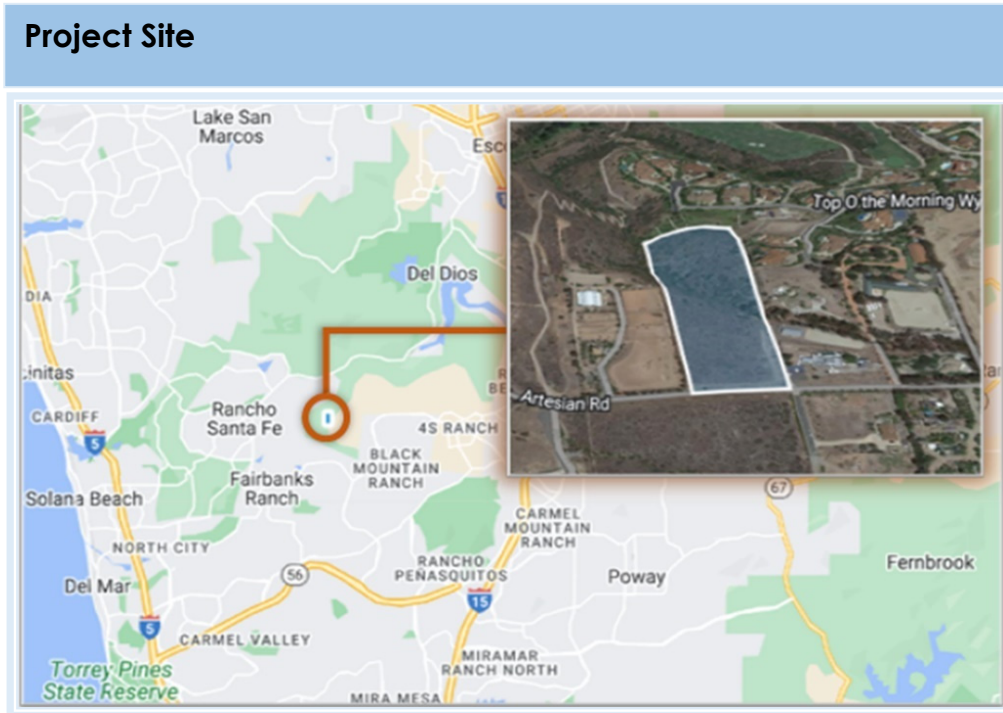 Project Site
Lake San
Marcos
Esc
Top O the Morning Wy
DIA
Del Dios
initas
CARDIFF
5
Rancho
Santa Fe
4S RANCH
Artesian Rd
BLACK
MOUNTAIN
RANCH
Fairbanks
Ranch
Solana Beach
67
CARMEL
MOUNTAIN
RANCH
NORTH CITY
RANCHO
PEÑASQUITOS
Fernbrook
Del Mar
56
Poway
15
5
CARMEL VALLEY
MIRAMAR
RANCH NORTH
Torrey Pines
State Reserve
MIRA MESA